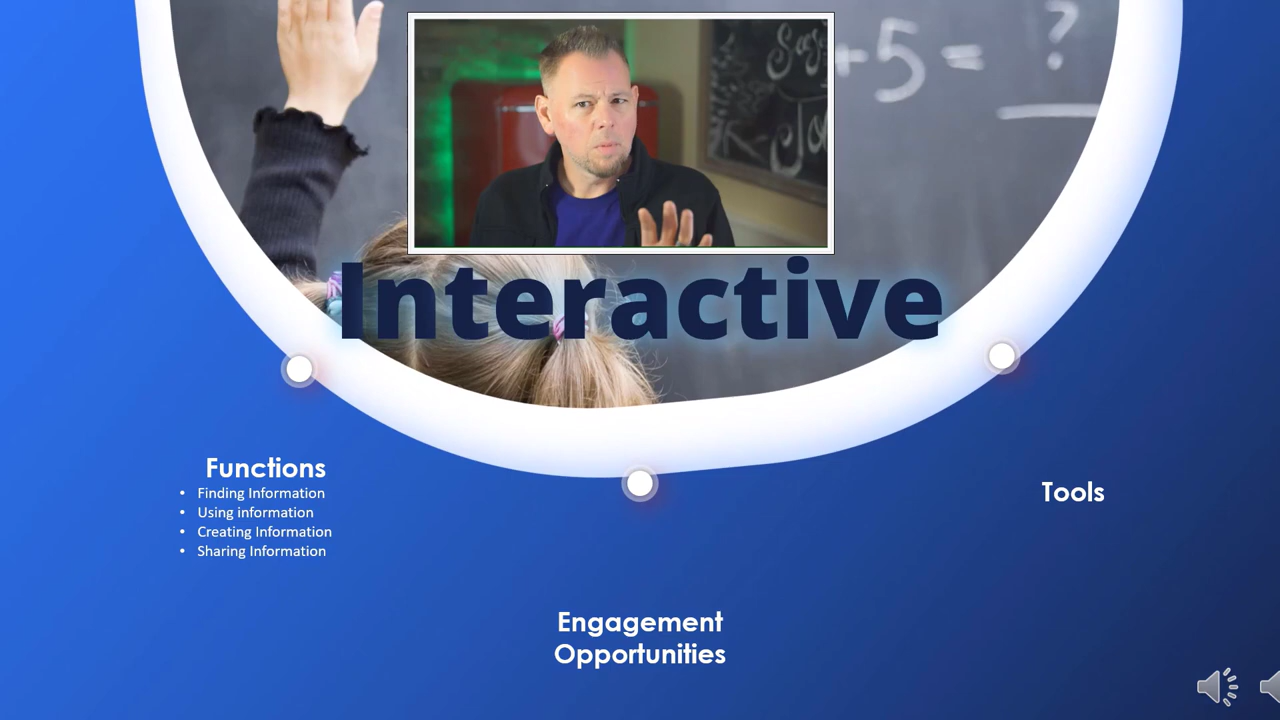 +5 = ?
Interactive
Functions
• Finding Information
• Using information
• Creating Information
• Sharing Information
Tools
Engagement
Opportunities